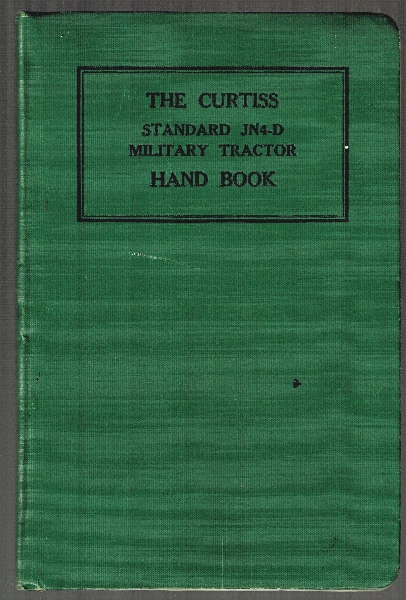 THE CURTISS
STANDARD JN4-D
MILITARY TRACTOR
HAND BOOK